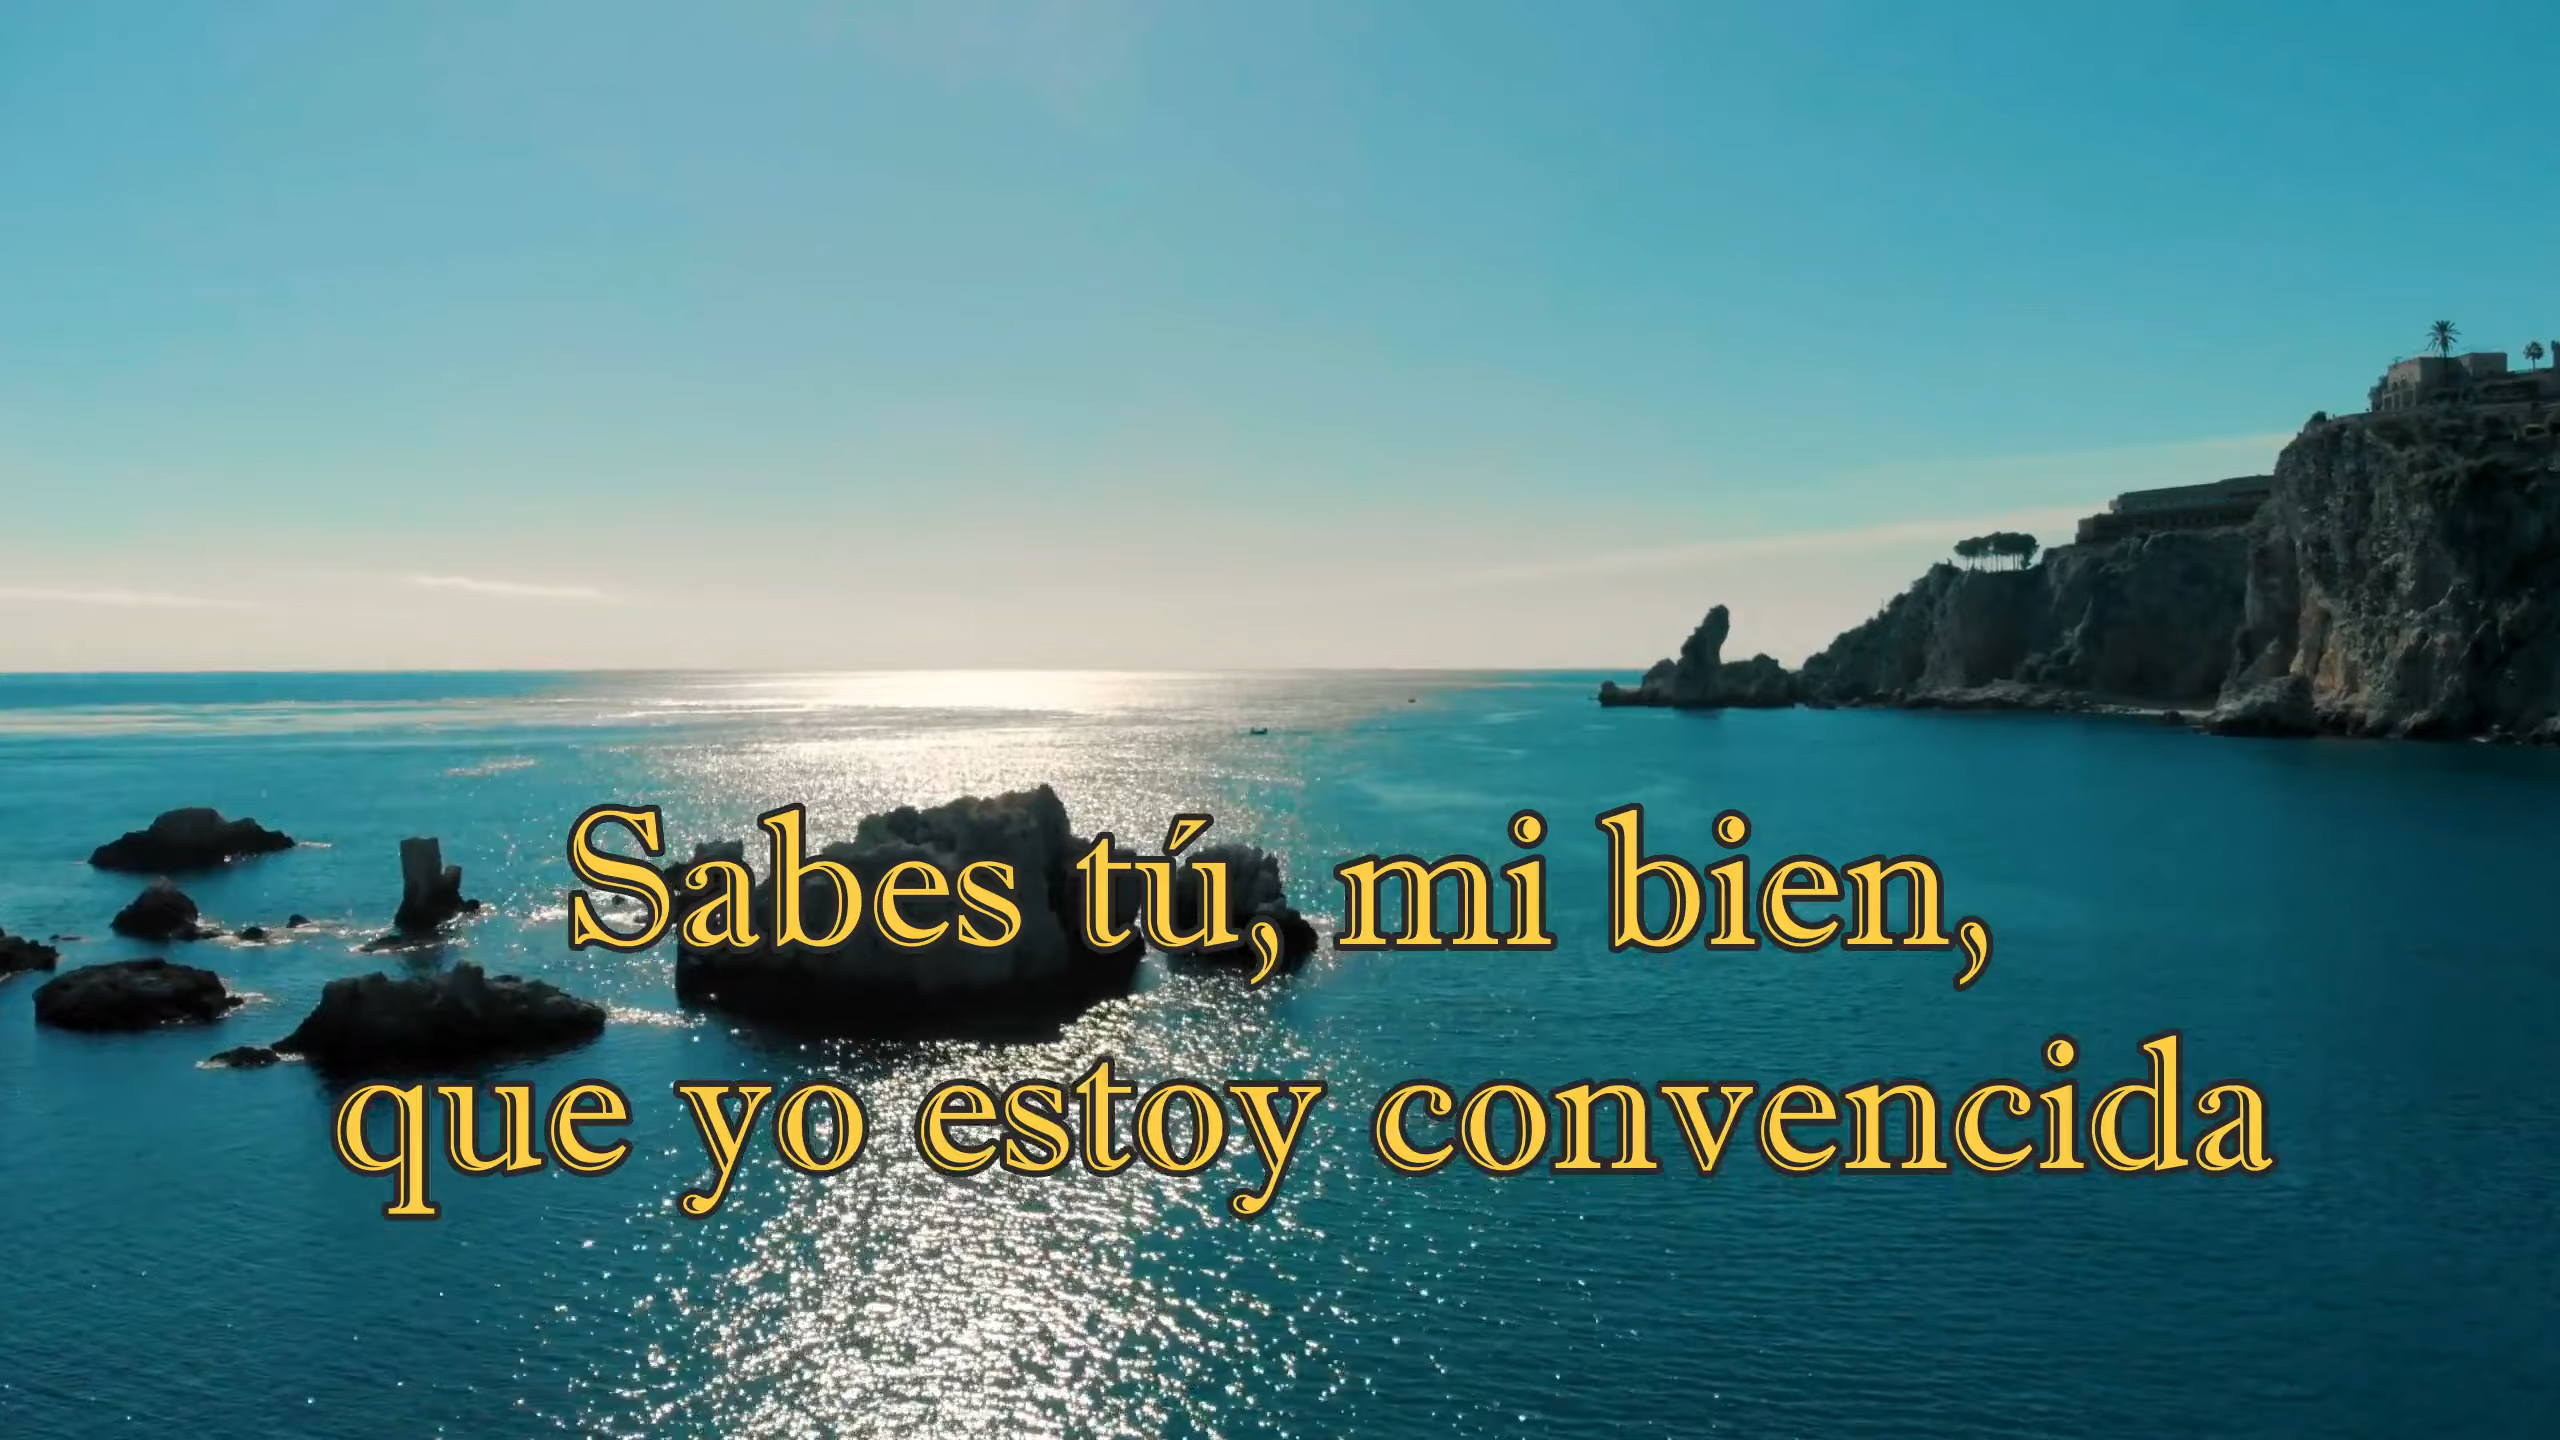 Sabes tú, mi bien,
que yo estoy convencida